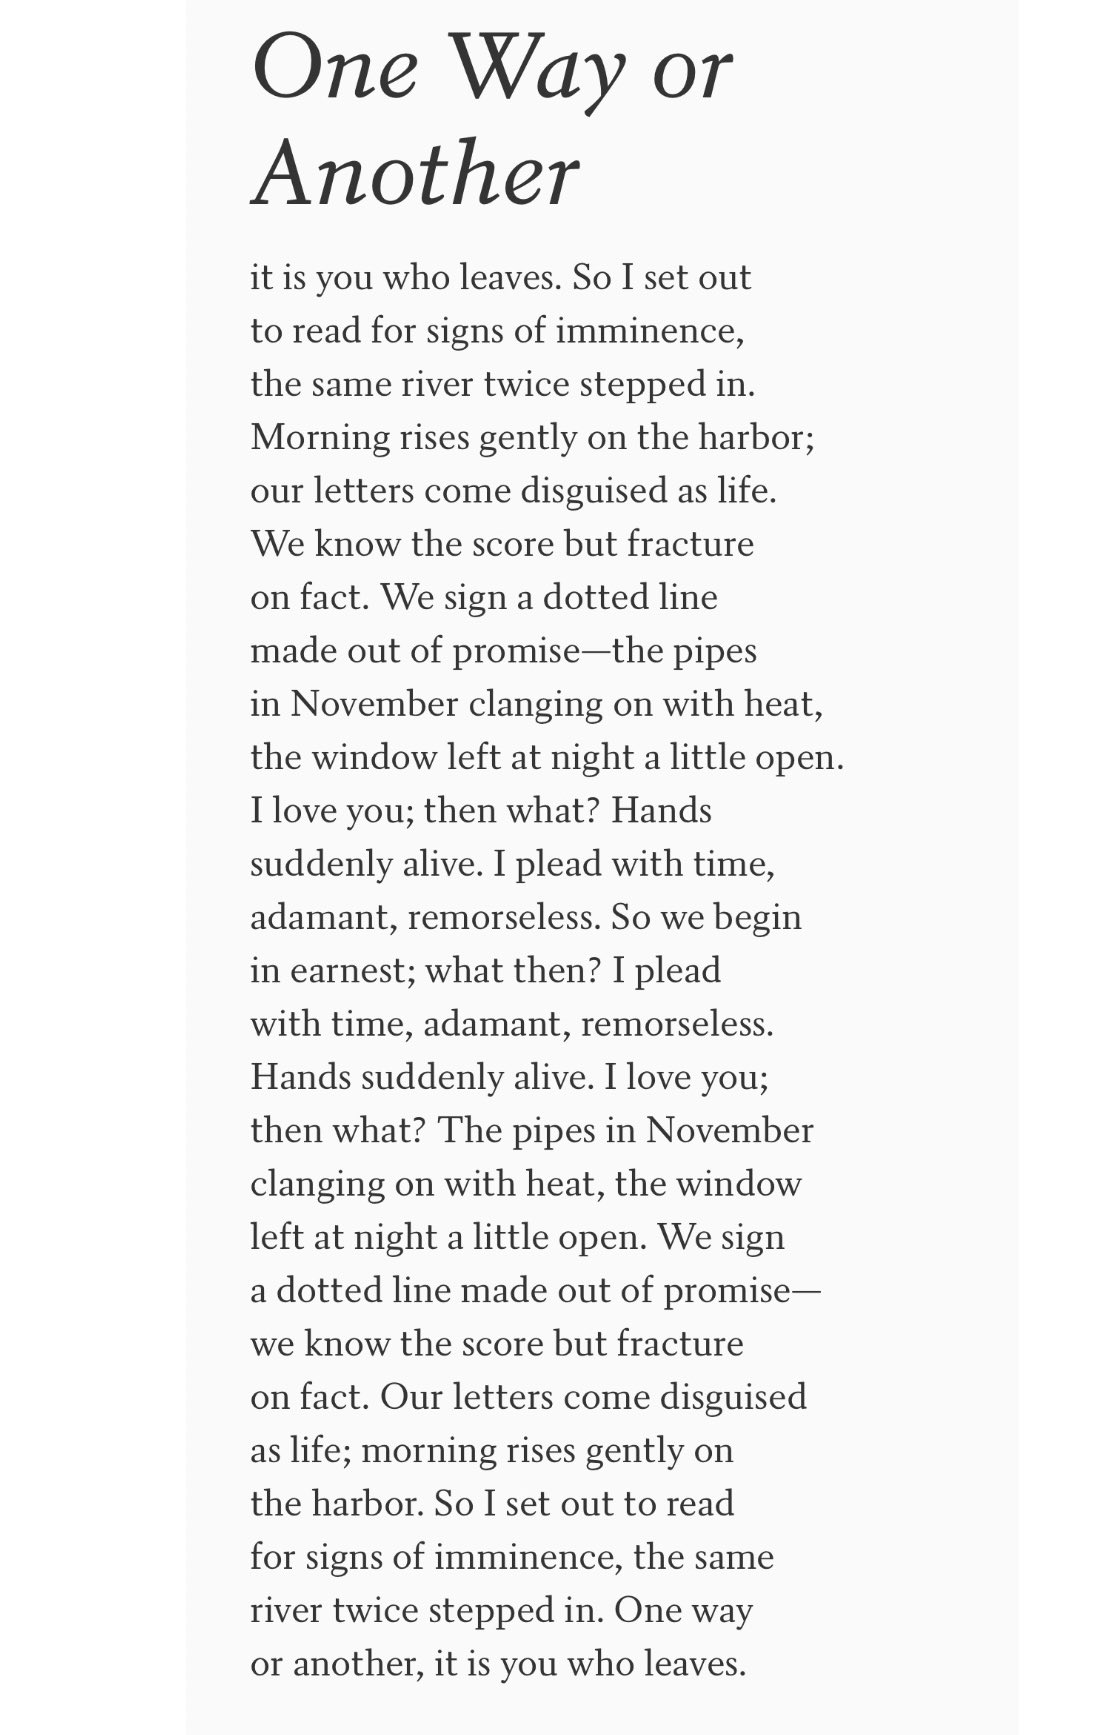 One Way or
Another
it is you who leaves. So I set out
to read for signs of imminence,
the same river twice stepped in.
Morning rises gently on the harbor;
our letters come disguised as life.
We know the score but fracture
on fact. We sign a dotted line
made out of promise—the pipes
in November clanging on with heat,
the window left at night a little open.
I love you; then what? Hands
suddenly alive. I plead with time,
adamant, remorseless. So we begin
in earnest; what then? I plead
with time, adamant, remorseless.
Hands suddenly alive. I love you;
then what? The pipes in November
clanging on with heat, the window
left at night a little open. We sign
a dotted line made out of promise—
we know the score but fracture
on fact. Our letters come disguised
as life; morning rises gently on
the harbor. So I set out to read
for signs of imminence, the same
river twice stepped in. One way
or another, it is you who leaves.